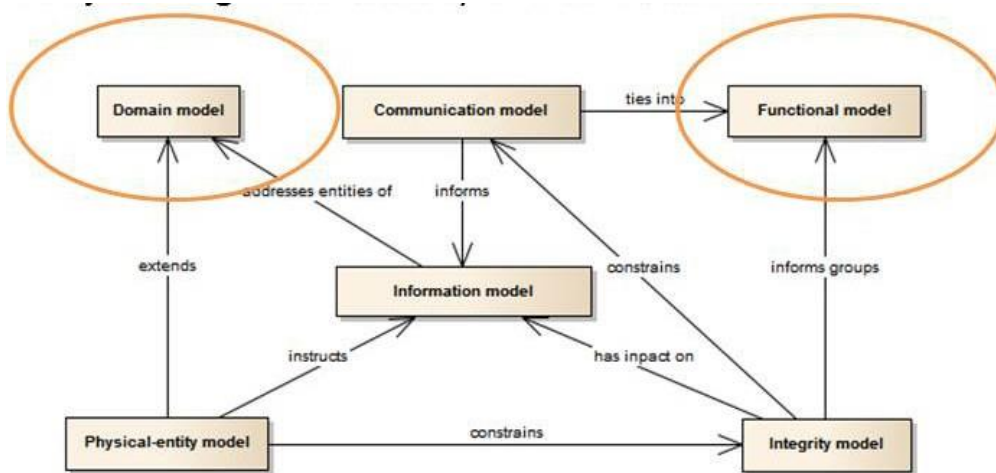 Domain model
Communication model
ties into
Functional model
addresses entities of
informs
extends
constrains
informs groups
Information model
instructs
has inpact on
Physical-entity model
constrains
Integrity model